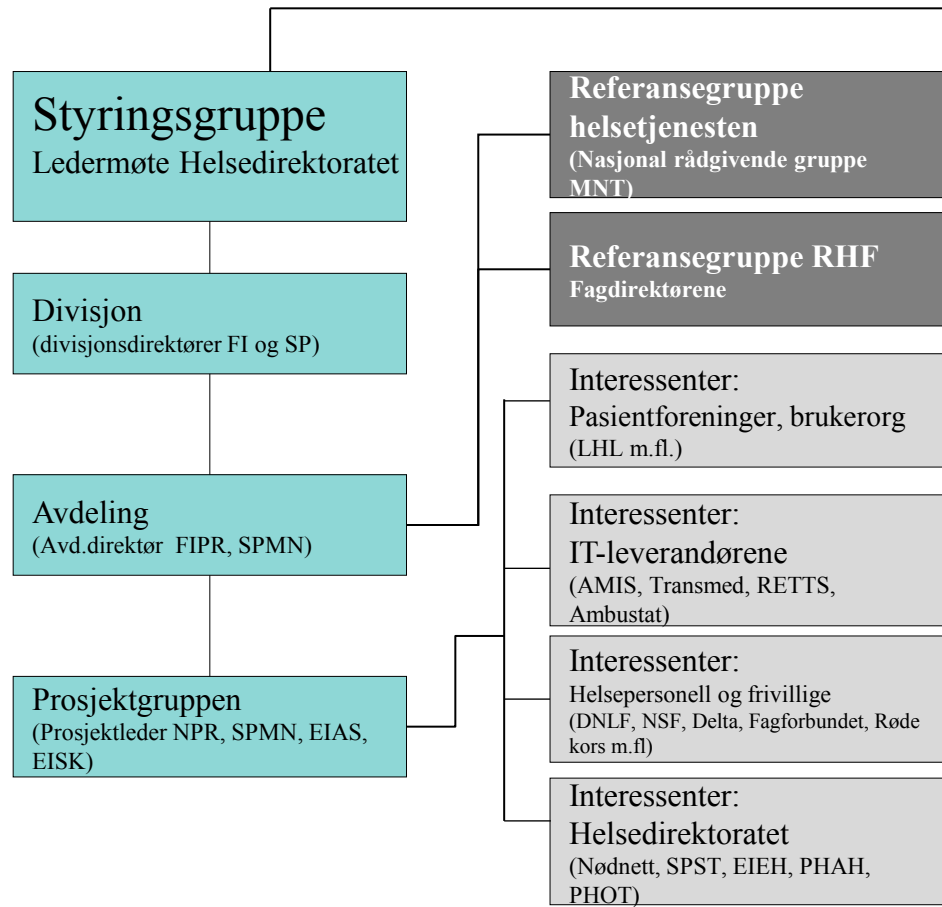 Styringsgruppe
Ledermøte Helsedirektoratet
Divisjon
(divisjonsdirektører FI og SP)
Avdeling
(Avd.direktør FIPR, SPMN)
Prosjektgruppen
(Prosjektleder NPR, SPMN, EIAS,
EISK)
Referansegruppe
helsetjenesten
(Nasjonal rådgivende gruppe
MNT)
Referansegruppe RHF
Fagdirektørene
Interessenter:
Pasientforeninger, brukerorg
(LHL m.fl.)
Interessenter:
IT-leverandørene
(AMIS, Transmed, RETTS,
Ambustat)
Interessenter:
Helsepersonell og frivillige
(DNLF, NSF, Delta, Fagforbundet, Røde
kors m.fl)
Interessenter:
Helsedirektoratet
(Nødnett, SPST, EIEH, PHAH,
PHOT)